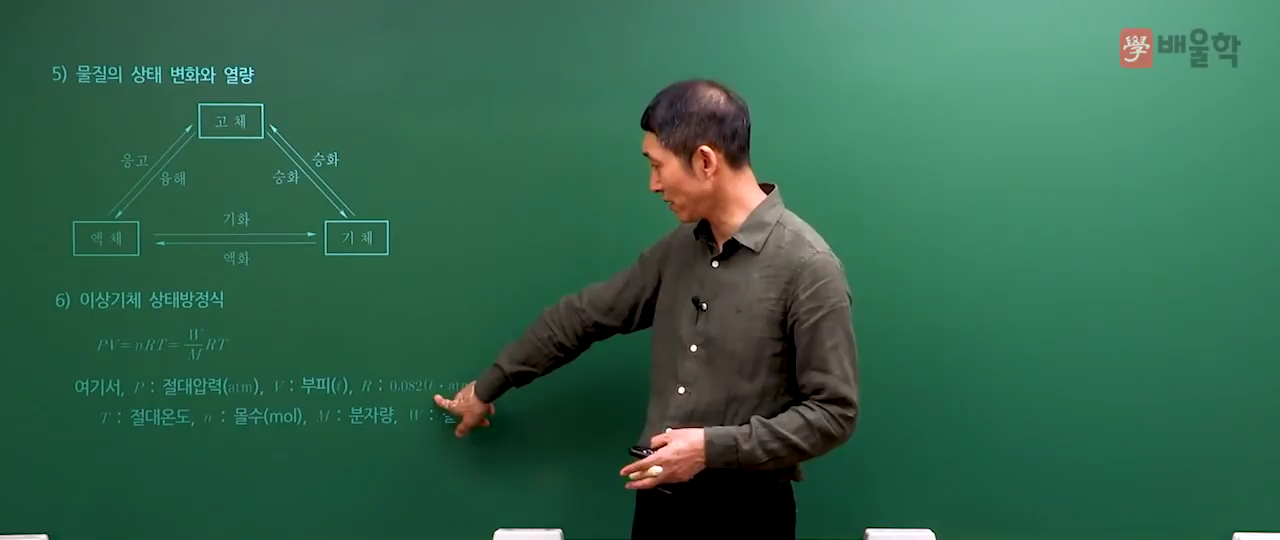 學 배울학
5) 물질의 상태 변화와 열량
고 체
응고
융해
승화
승화
액 체
기화
액화
기 체
6) 이상기체 상태방정식
PV=nRT=W/M RT
여기서, P : 절대압력(atm), V : 부피(ℓ), R : 0.082(ℓ·atm
T : 절대온도, n : 몰수(mol), M : 분자량, W :